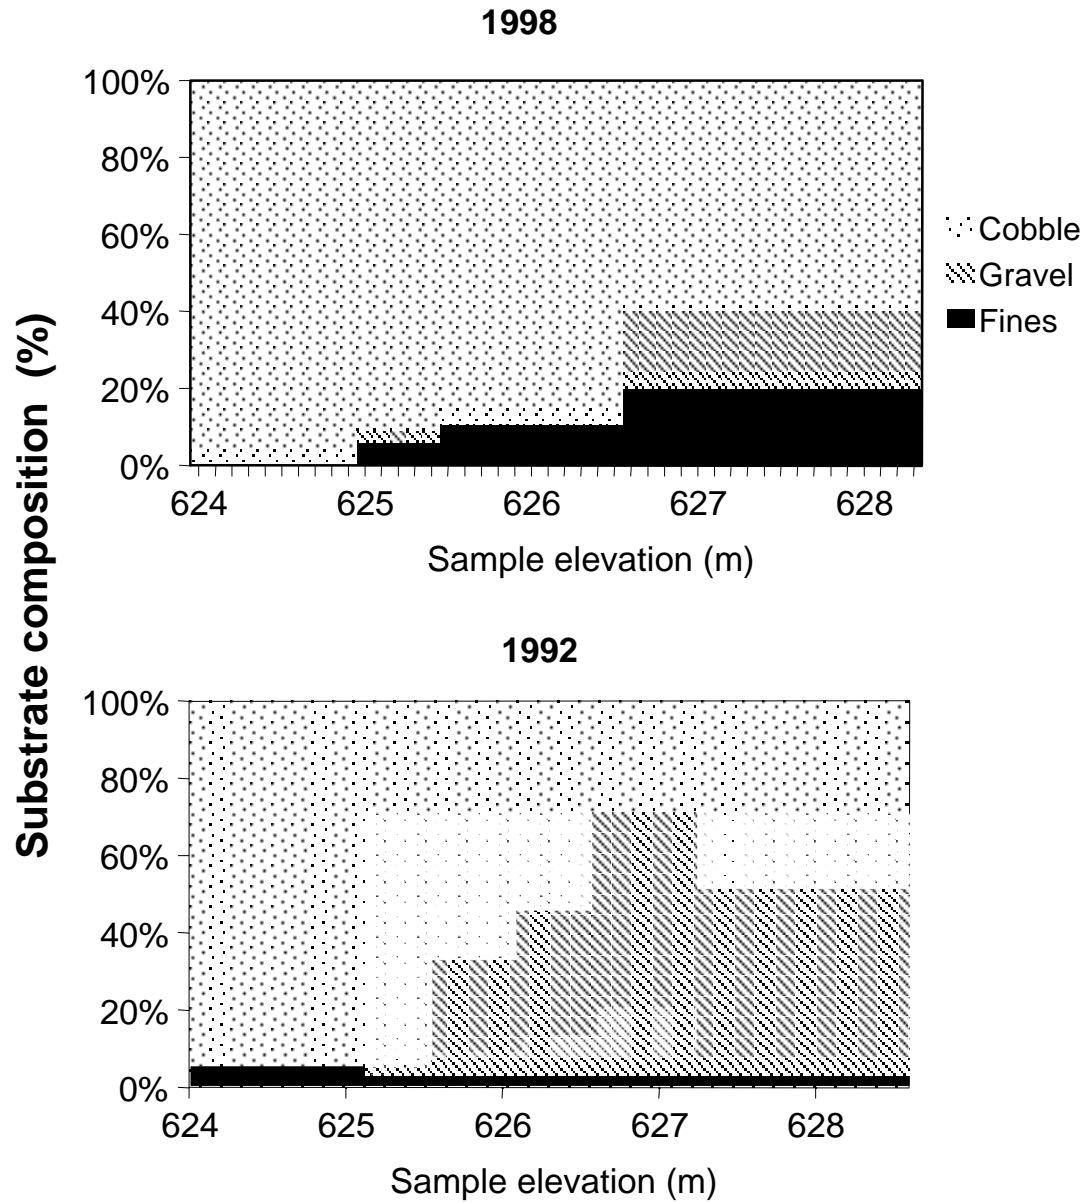 1998
100%
80%
60%
40%
20%
0%
624 625 626 627 628
Sample elevation (m)
Cobble
Gravel
Fines
Substrate composition (%)
1992
100%
80%
60%
40%
20%
0%
624 625 626 627 628
Sample elevation (m)